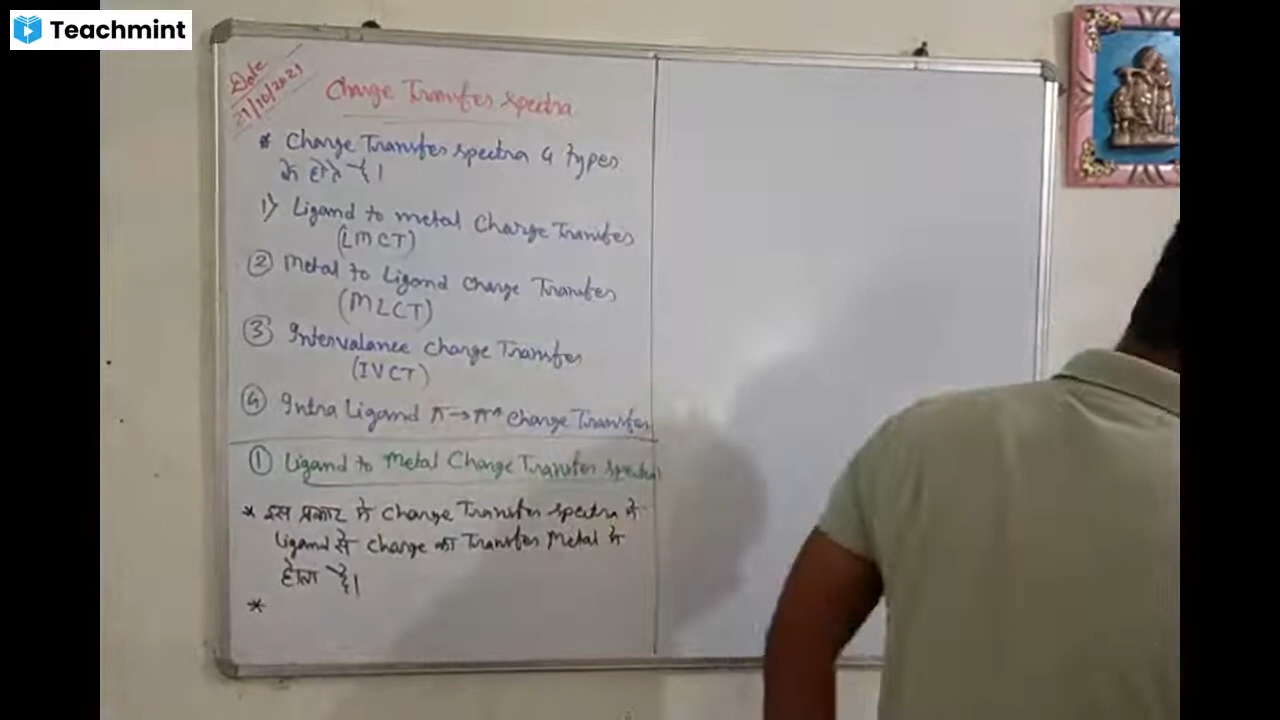 Teachmint
Date
21/10/2021
Charge Transfer Spectra
* Charge Transfer spectra 4 types
के होते है।
1) Ligand to metal Charge Transfer
(LMCT)
② Metal to Ligand Charge Transfer
(MLCT)
③ Intervalance Charge Transfer
(IVCT)
④ Intra Ligand π→π* Charge Transfer
① Ligand to Metal Charge Transfer Spectra
* इस प्रकार के Charge Transfer Spectra में
Ligand से Charge का Transfer Metal में
होता है।
*